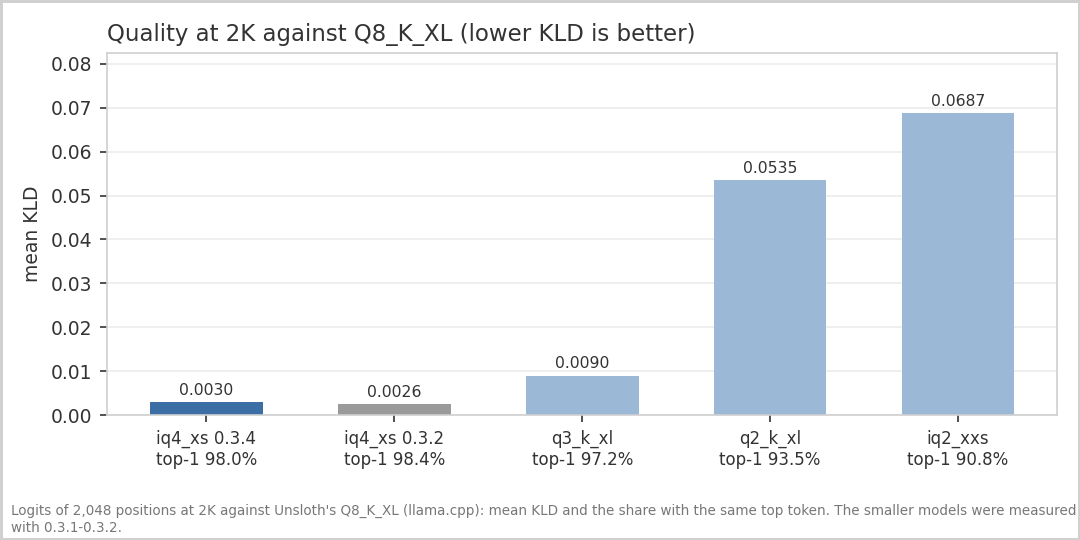 Quality at 2K against Q8_K_XL (lower KLD is better)
mean KLD
0.08
0.07
0.06
0.05
0.04
0.03
0.02
0.01
0.00
0.0030
0.0026
0.0090
0.0535
0.0687
iq4_xs 0.3.4
top-1 98.0%
iq4_xs 0.3.2
top-1 98.4%
q3_k_xl
top-1 97.2%
q2_k_xl
top-1 93.5%
iq2_xxs
top-1 90.8%
Logits of 2,048 positions at 2K against Unsloth's Q8_K_XL (llama.cpp): mean KLD and the share with the same top token. The smaller models were measured
with 0.3.1-0.3.2.